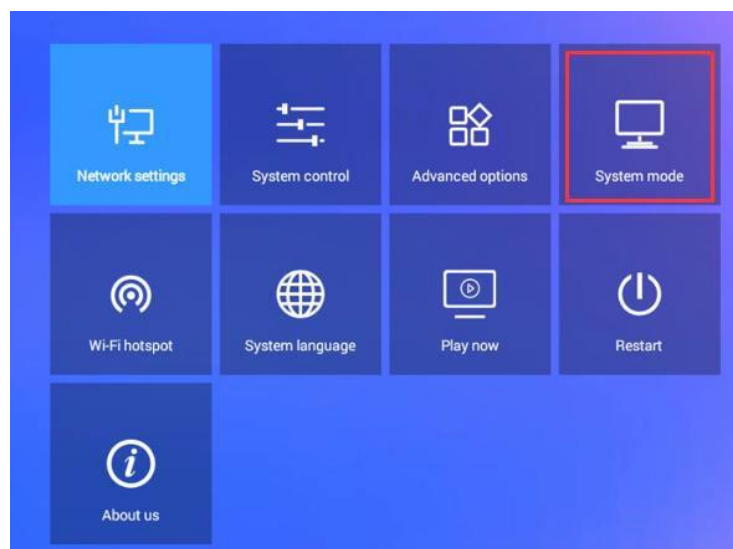 Network settings
System control
Advanced options
System mode
Wi-Fi hotspot
System language
Play now
Restart
About us